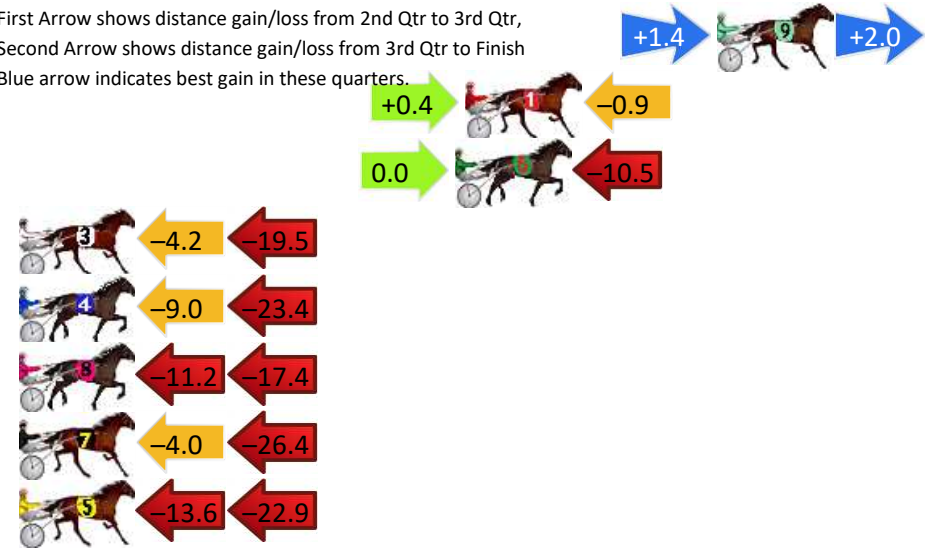 First Arrow shows distance gain/loss from 2nd Qtr to 3rd Qtr,
Second Arrow shows distance gain/loss from 3rd Qtr to Finish
Blue arrow indicates best gain in these quarters.
+1.4 9 +2.0
+0.4 1 –0.9
0.0 6 –10.5
3 –4.2 –19.5
4 –9.0 –23.4
8 –11.2 –17.4
7 –4.0 –26.4
5 –13.6 –22.9